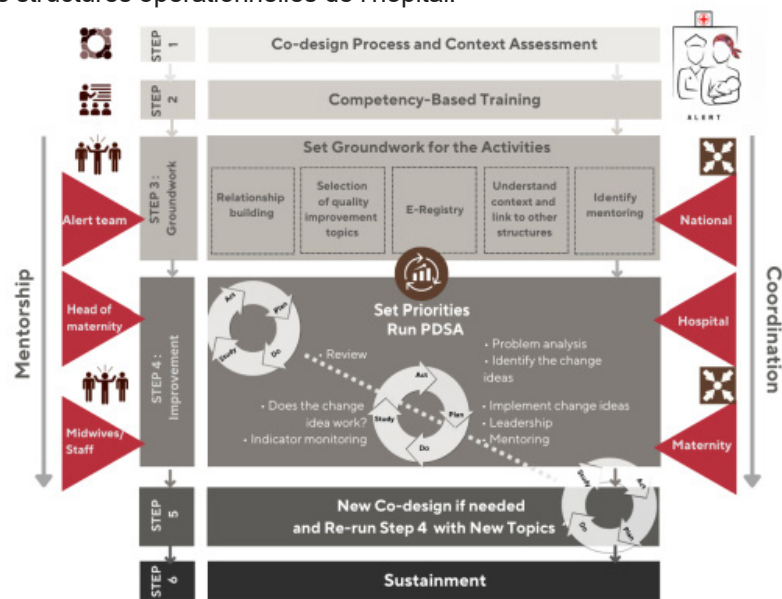 s structures opérationnelles de l'hôpital.
STEP 1
Co-design Process and Context Assessment
ALERT
STEP 2
Competency-Based Training
STEP 3 :
Groundwork
Set Groundwork for the Activities
Relationship
building
Selection
of quality
improvement
topics
E-Registry
Understand
context and
link to other
structures
Identify
mentoring
Mentorship
Alert team
Head of
maternity
Midwives/
Staff
Coordination
National
Hospital
Maternity
STEP 4 :
Improvement
Set Priorities
Run PDSA
Act
Plan
Do
Study
• Review
• Problem analysis
• Identify the change
ideas
Act
Plan
Do
Study
• Does the change
idea work?
• Indicator monitoring
• Implement change ideas
• Leadership
• Mentoring
STEP 5
New Co-design if needed
and Re-run Step 4 with New Topics
Study
Act
Plan
Do
STEP 6
Sustainment